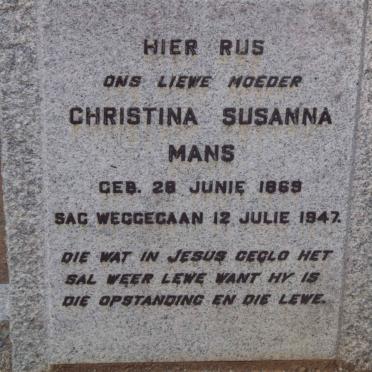 HIER RUS
ONS LIEWE MOEDER
CHRISTINA SUSANNA
MANS
GEB. 28 JUNIE 1869
SAG WEGGEGAAN 12 JULIE 1947.
DIE WAT IN JESUS GEGLO HET
SAL WEER LEWE WANT HY IS
DIE OPSTANDING EN DIE LEWE.